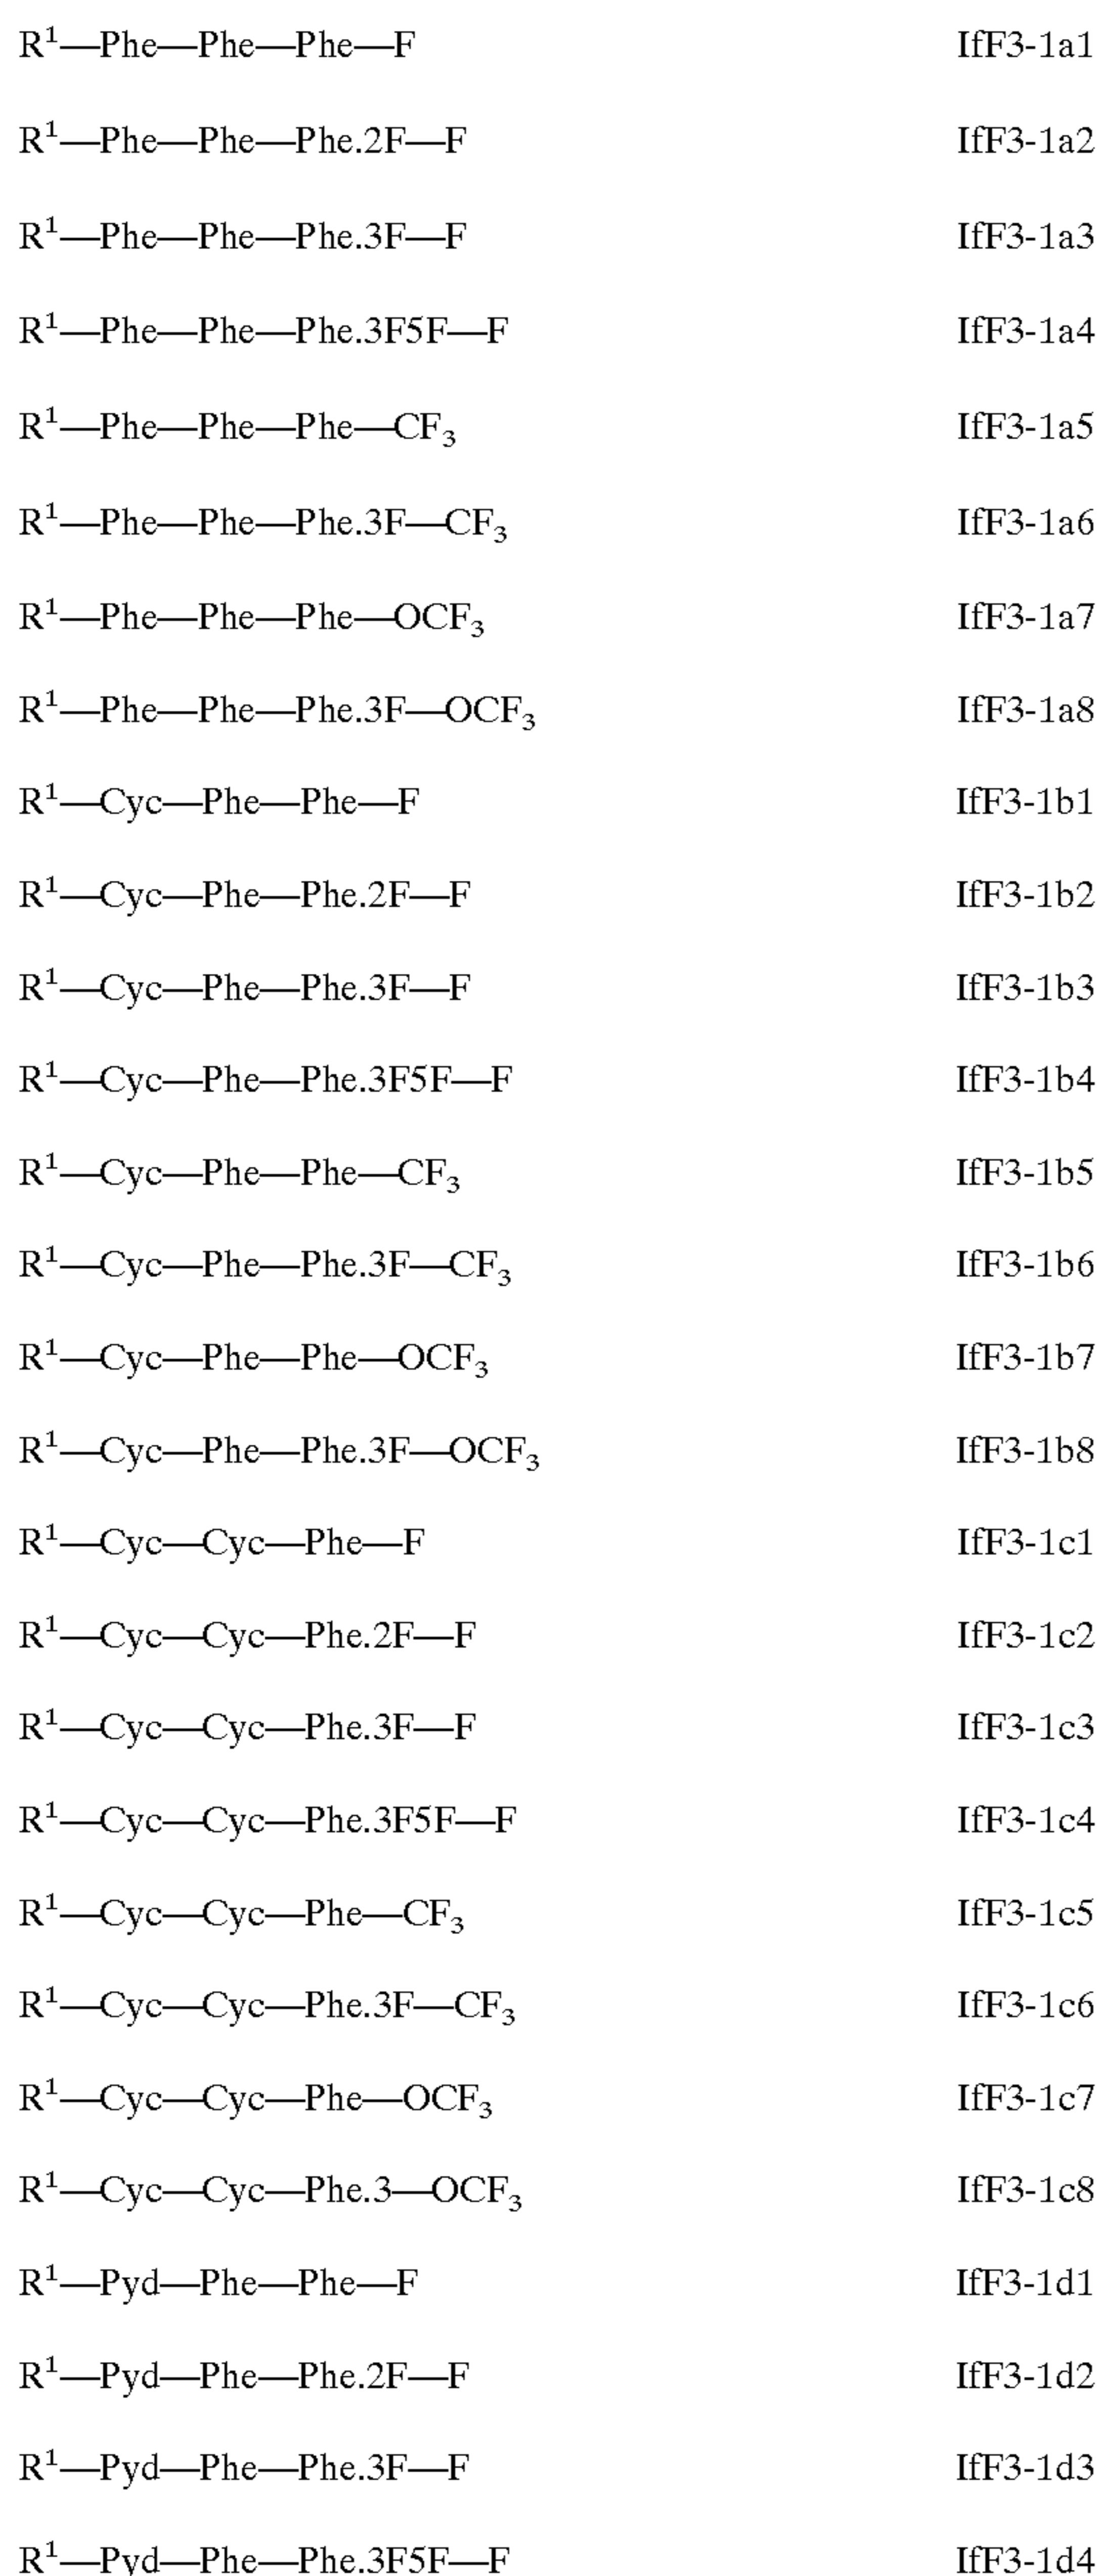 R¹—Phe—Phe—Phe—F IfF3-1a1
R¹—Phe—Phe—Phe.2F—F IfF3-1a2
R¹—Phe—Phe—Phe.3F—F IfF3-1a3
R¹—Phe—Phe—Phe.3F5F—F IfF3-1a4
R¹—Phe—Phe—Phe—CF₃ IfF3-1a5
R¹—Phe—Phe—Phe.3F—CF₃ IfF3-1a6
R¹—Phe—Phe—Phe—OCF₃ IfF3-1a7
R¹—Phe—Phe—Phe.3F—OCF₃ IfF3-1a8
R¹—Cyc—Phe—Phe—F IfF3-1b1
R¹—Cyc—Phe—Phe.2F—F IfF3-1b2
R¹—Cyc—Phe—Phe.3F—F IfF3-1b3
R¹—Cyc—Phe—Phe.3F5F—F IfF3-1b4
R¹—Cyc—Phe—Phe—CF₃ IfF3-1b5
R¹—Cyc—Phe—Phe.3F—CF₃ IfF3-1b6
R¹—Cyc—Phe—Phe—OCF₃ IfF3-1b7
R¹—Cyc—Phe—Phe.3F—OCF₃ IfF3-1b8
R¹—Cyc—Cyc—Phe—F IfF3-1c1
R¹—Cyc—Cyc—Phe.2F—F IfF3-1c2
R¹—Cyc—Cyc—Phe.3F—F IfF3-1c3
R¹—Cyc—Cyc—Phe.3F5F—F IfF3-1c4
R¹—Cyc—Cyc—Phe—CF₃ IfF3-1c5
R¹—Cyc—Cyc—Phe.3F—CF₃ IfF3-1c6
R¹—Cyc—Cyc—Phe—OCF₃ IfF3-1c7
R¹—Cyc—Cyc—Phe.3—OCF₃ IfF3-1c8
R¹—Pyd—Phe—Phe—F IfF3-1d1
R¹—Pyd—Phe—Phe.2F—F IfF3-1d2
R¹—Pyd—Phe—Phe.3F—F IfF3-1d3
R¹—Pyd—Phe—Phe.3F5F—F IfF3-1d4